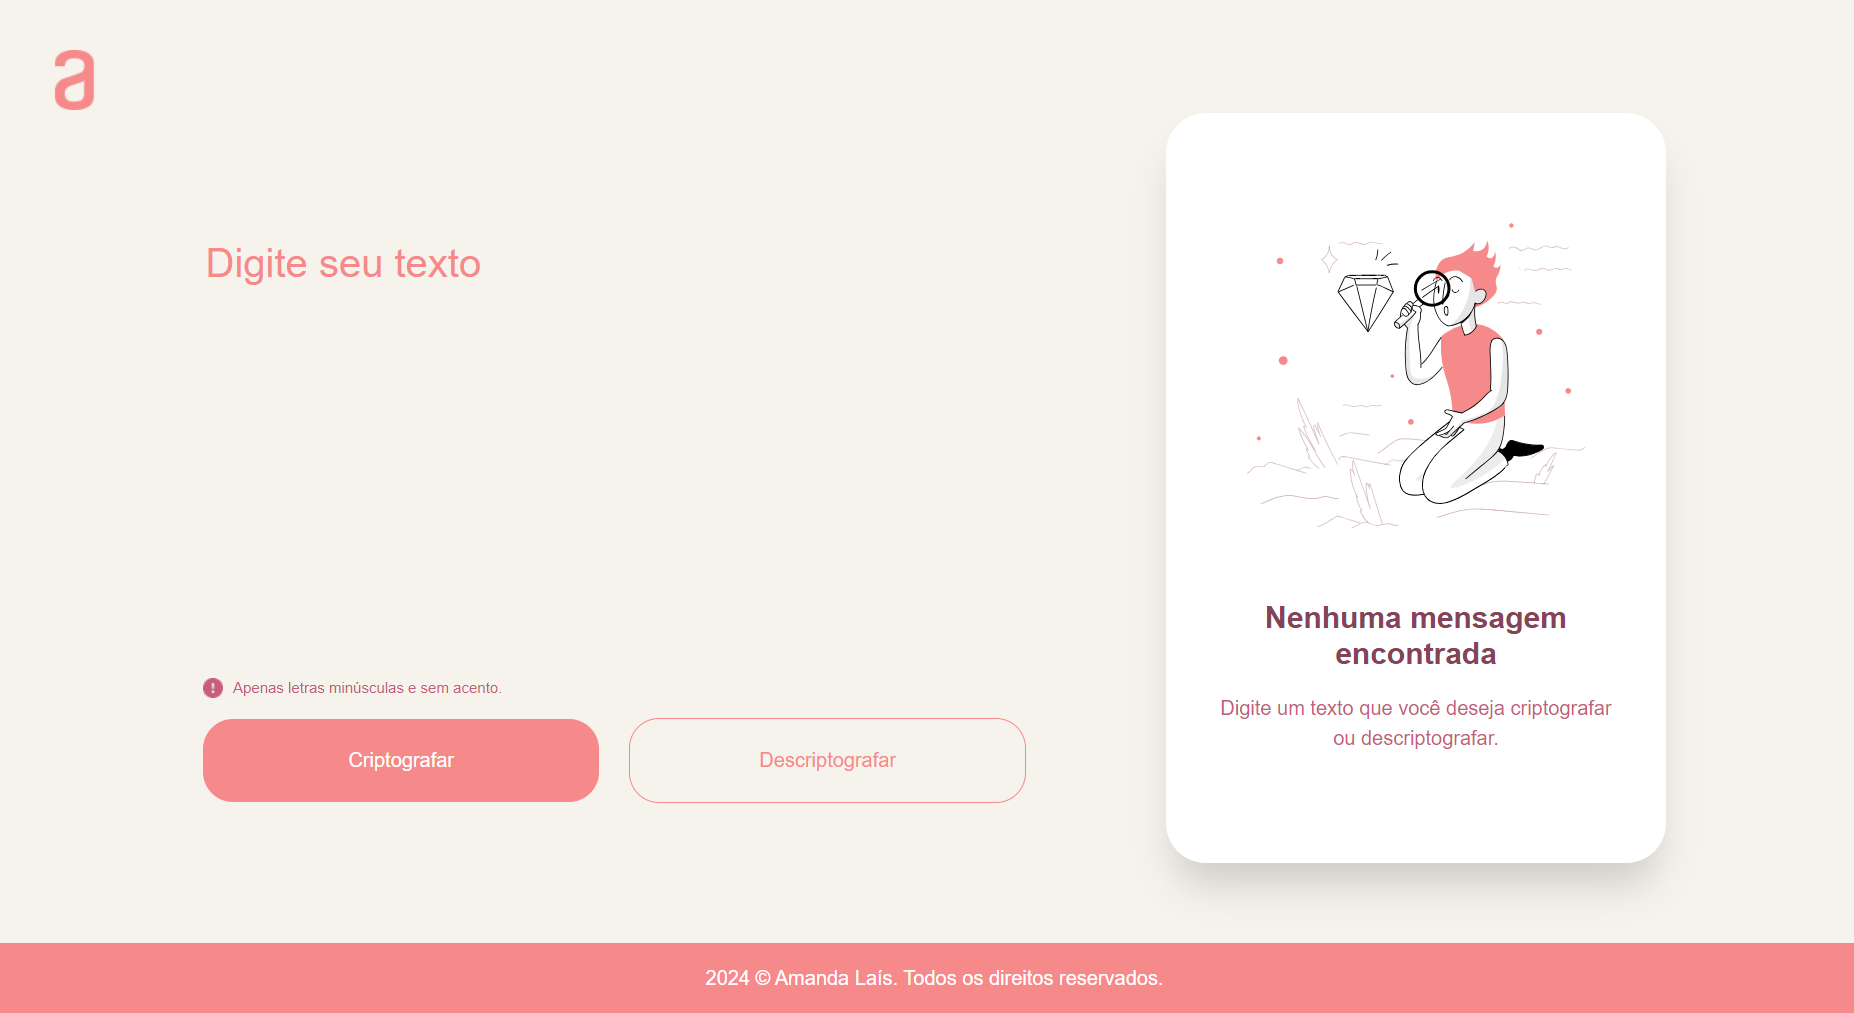 a
Digite seu texto
Apenas letras minúsculas e sem acento.
Criptografar
Descriptografar
Nenhuma mensagem
encontrada
Digite um texto que você deseja criptografar
ou descriptografar.
2024 © Amanda Laís. Todos os direitos reservados.